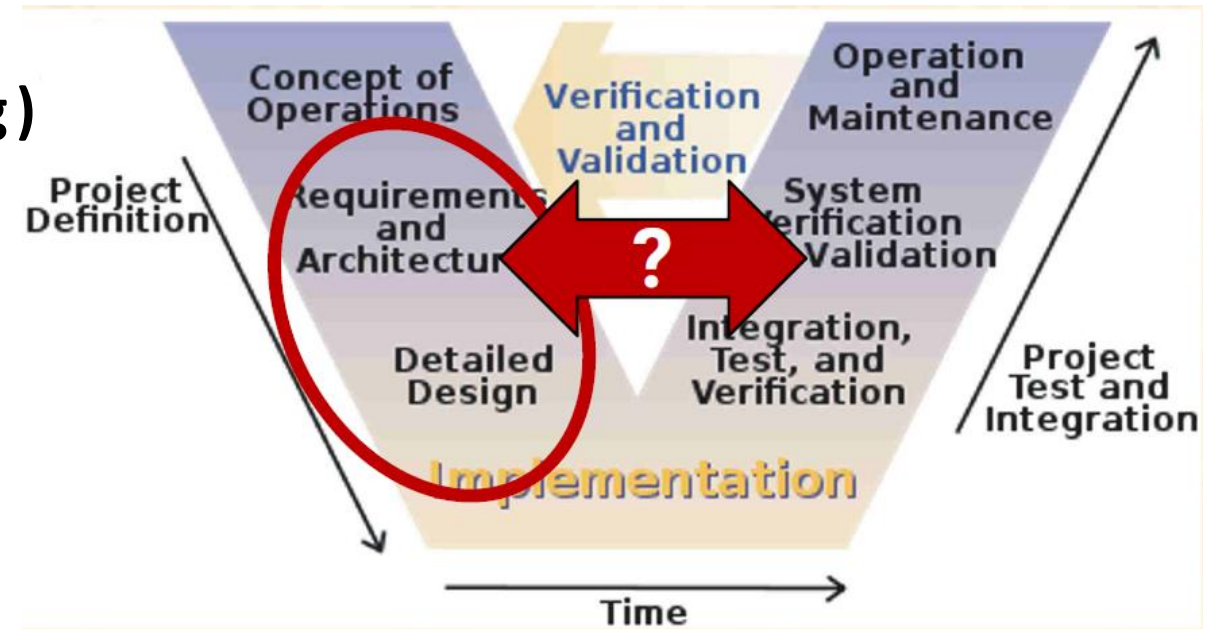 g)
Concept of
Operations
Verification
and
Validation
Operation
and
Maintenance
Project
Definition
Requirements
and
Architectur
?
System
erification
Validation
Detailed
Design
Integration,
Test, and
Verification
Project
Test and
Integration
Implementation
Time